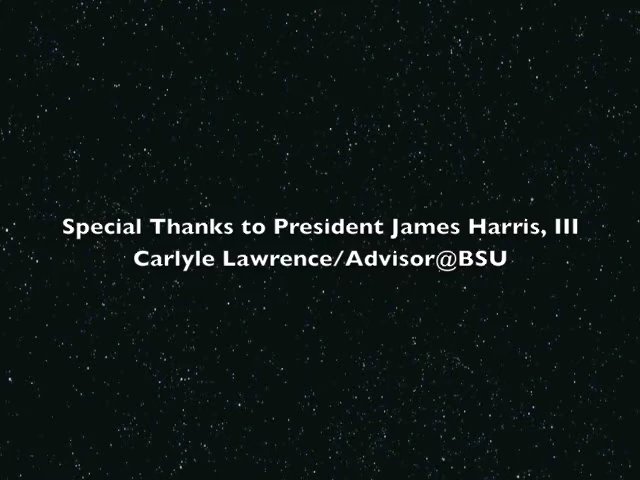 Special Thanks to President James Harris, III
Carlyle Lawrence/Advisor@BSU